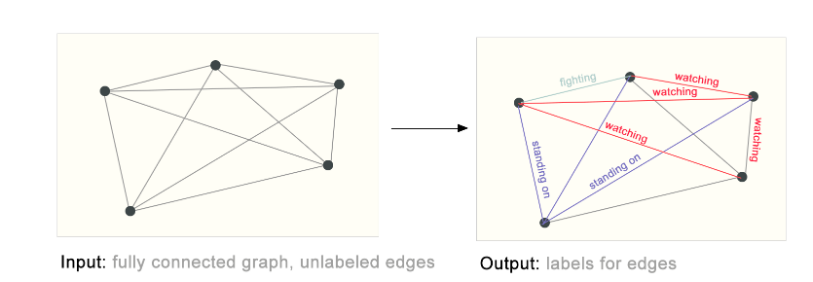 fighting
watching
watching
watching
watching
standing on
standing on
Input: fully connected graph, unlabeled edges
Output: labels for edges